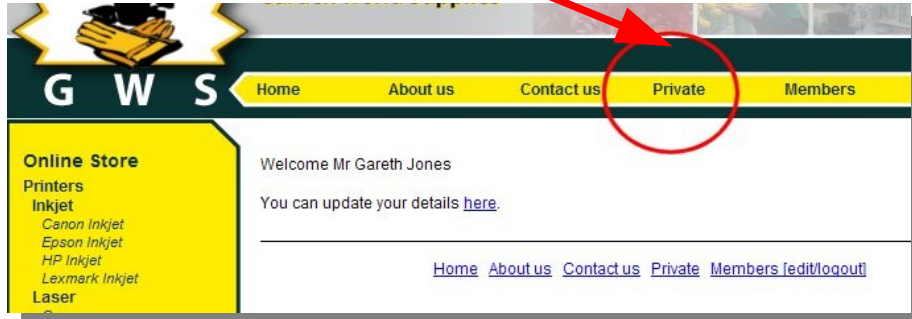 G W S
Home About us Contact us Private Members
Online Store
Printers
Inkjet
Canon Inkjet
Epson Inkjet
HP Inkjet
Lexmark Inkjet
Laser
Welcome Mr Gareth Jones
You can update your details here.
Home About us Contact us Private Members [edit/logout]